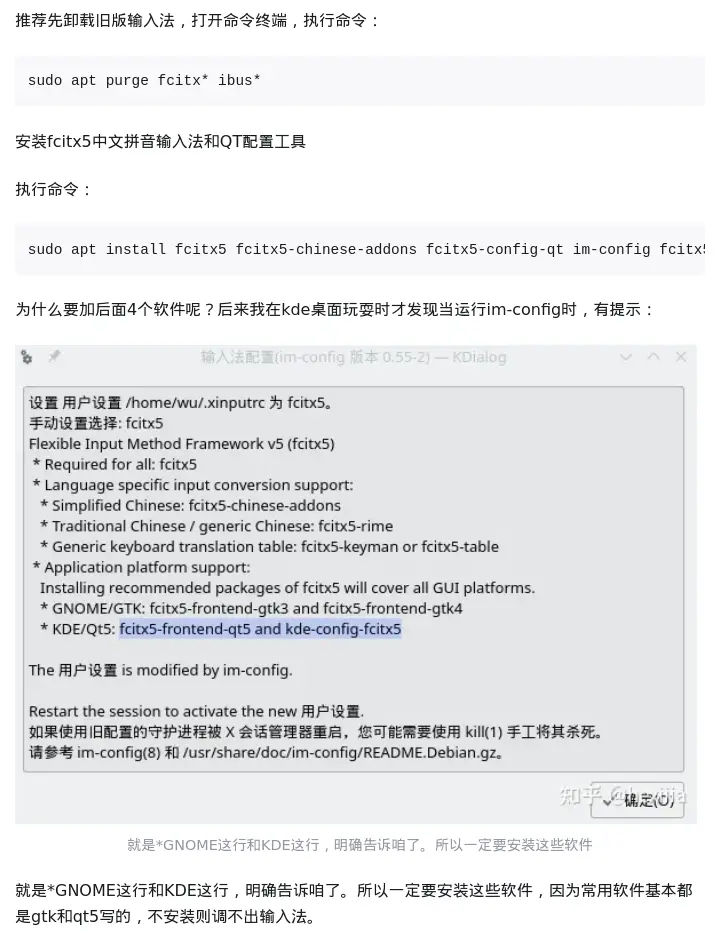 推荐先卸载旧版输入法，打开命令终端，执行命令：
sudo apt purge fcitx* ibus*
安装fcitx5中文拼音输入法和QT配置工具
执行命令：
sudo apt install fcitx5 fcitx5-chinese-addons fcitx5-config-qt im-config fcitx5
为什么要加后面4个软件呢？后来我在kde桌面玩耍时才发现当运行im-config时，有提示：
输入法配置(im-config 版本 0.55-2) — KDialog
设置 用户设置 /home/wu/.xinputrc 为 fcitx5。
手动设置选择: fcitx5
Flexible Input Method Framework v5 (fcitx5)
* Required for all: fcitx5
* Language specific input conversion support:
* Simplified Chinese: fcitx5-chinese-addons
* Traditional Chinese / generic Chinese: fcitx5-rime
* Generic keyboard translation table: fcitx5-keyman or fcitx5-table
* Application platform support:
Installing recommended packages of fcitx5 will cover all GUI platforms.
* GNOME/GTK: fcitx5-frontend-gtk3 and fcitx5-frontend-gtk4
* KDE/Qt5: fcitx5-frontend-qt5 and kde-config-fcitx5
The 用户设置 is modified by im-config.
Restart the session to activate the new 用户设置.
如果使用旧配置的守护进程被 X 会话管理器重启，您可能需要使用 kill(1) 手工将其杀死。
请参考 im-config(8) 和 /usr/share/doc/im-config/README.Debian.gz。
知乎
确定(O)
就是*GNOME这行和KDE这行，明确告诉咱了。所以一定要安装这些软件
就是*GNOME这行和KDE这行，明确告诉咱了。所以一定要安装这些软件，因为常用软件基本都
是gtk和qt5写的，不安装则调不出输入法。